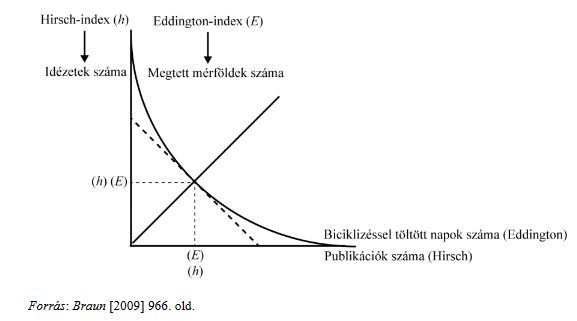 Hirsch-index (h) Eddington-index (E)
Idézetek száma Megtett mérföldek száma
(h) (E)
Biciklizéssel töltött napok száma (Eddington)
(E) Publikációk száma (Hirsch)
(h)
Forrás: Braun [2009] 966. old.